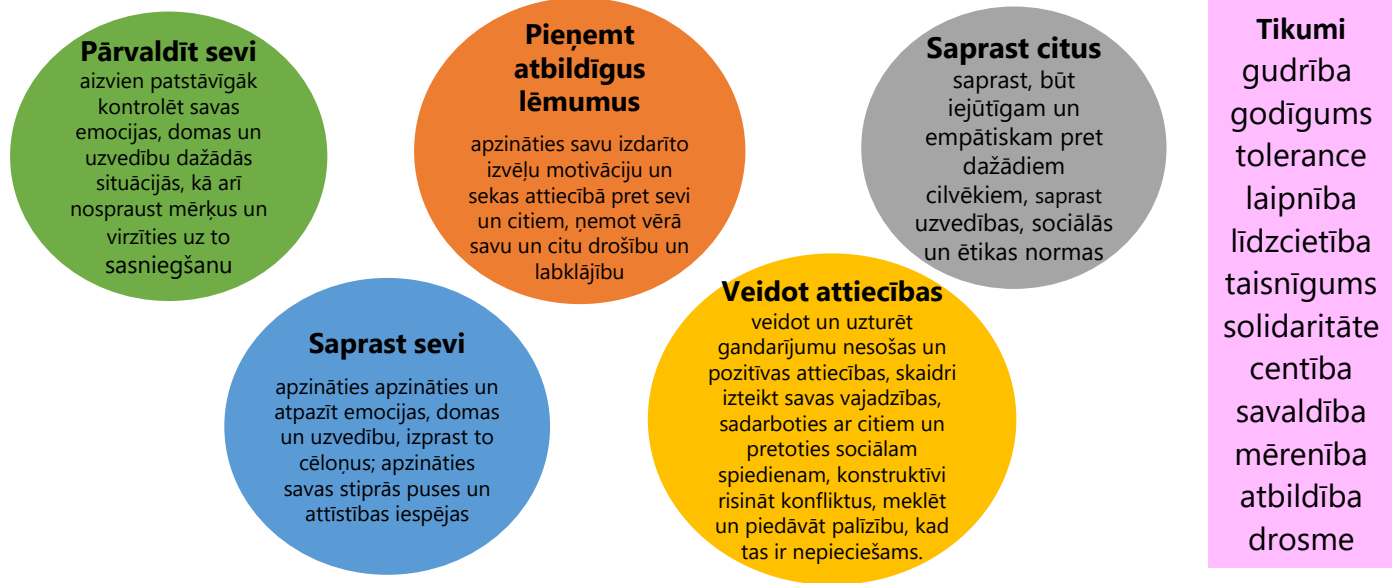 Pārvaldīt sevi
aizvien patstāvīgāk
kontrolēt savas
emocijas, domas un
uzvedību dažādās
situācijās, kā arī
nospraust mērķus un
virzīties uz to
sasniegšanu
Pieņemt
atbildīgus
lēmumus
apzināties savu izdarīto
izvēļu motivāciju un
sekas attiecībā pret sevi
un citiem, ņemot vērā
savu un citu drošību un
labklājību
Saprast citus
saprast, būt
iejūtīgam un
empātiskam pret
dažādiem
cilvēkiem, saprast
uzvedības, sociālās
un ētikas normas
Saprast sevi
apzināties apzināties un
atpazīt emocijas, domas
un uzvedību, izprast to
cēloņus; apzināties
savas stiprās puses un
attīstības iespējas
Veidot attiecības
veidot un uzturēt
gandarījumu nesošas un
pozitīvas attiecības, skaidri
izteikt savas vajadzības,
sadarboties ar citiem un
pretoties sociālam
spiedienam, konstruktīvi
risināt konfliktus, meklēt
un piedāvāt palīzību, kad
tas ir nepieciešams.
Tikumi
gudrība
godīgums
tolerance
laipnība
līdzcietība
taisnīgums
solidaritāte
centība
savaldība
mērenība
atbildība
drosme